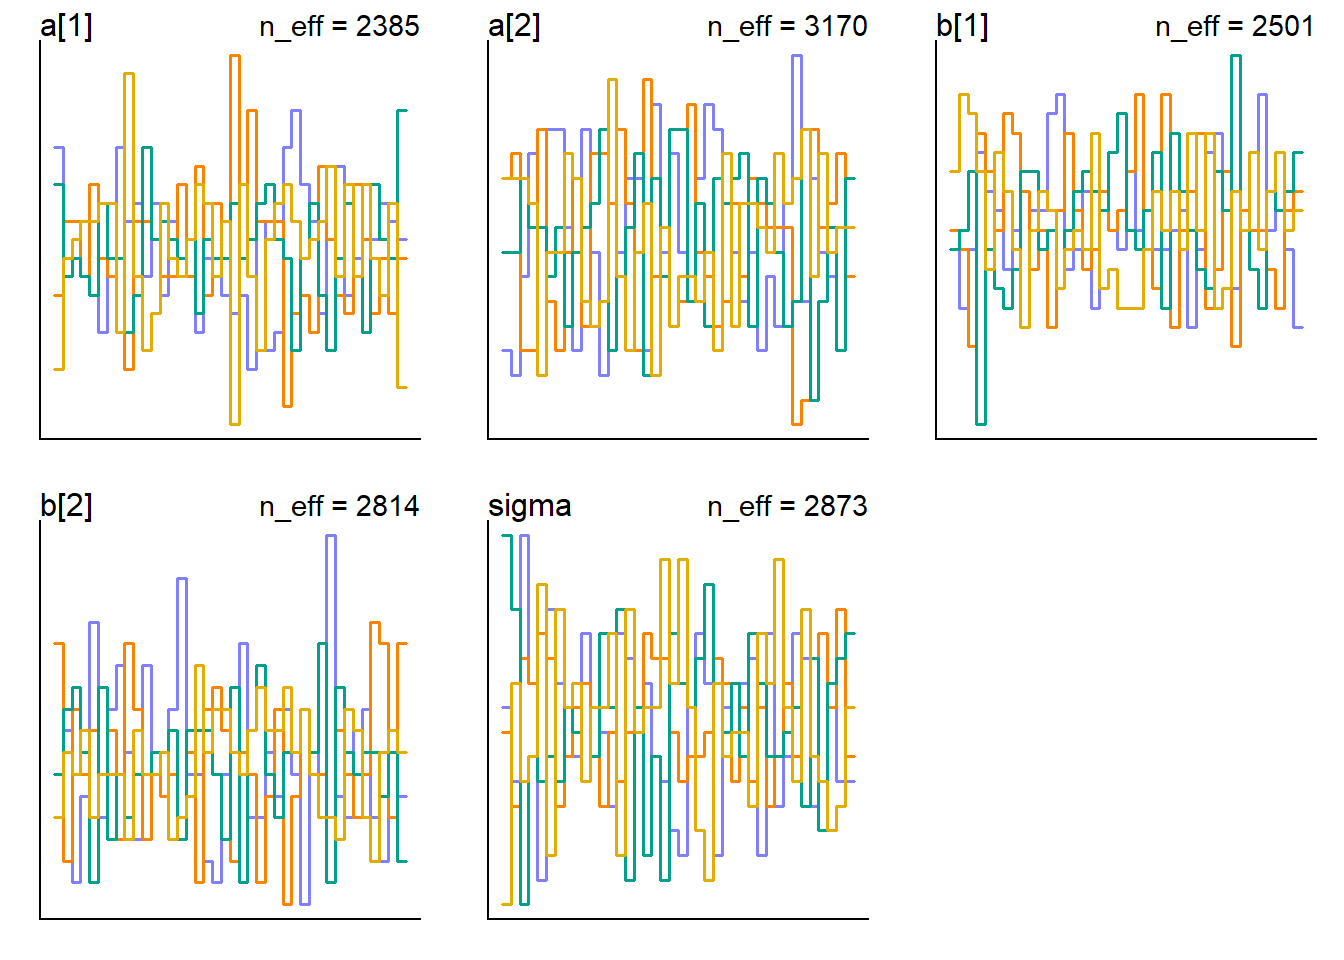 a[1] n_eff = 2385
a[2] n_eff = 3170
b[1] n_eff = 2501
b[2] n_eff = 2814
sigma n_eff = 2873